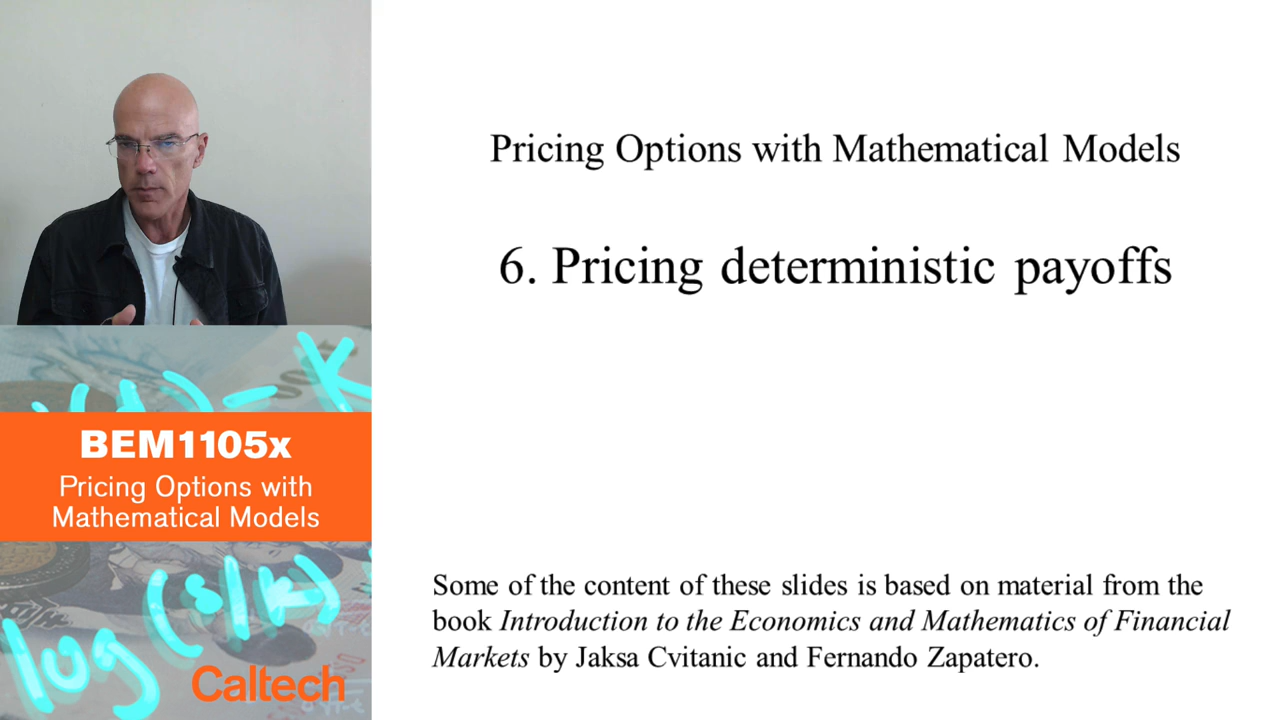 Pricing Options with Mathematical Models
6. Pricing deterministic payoffs
BEM1105x
Pricing Options with
Mathematical Models
log (s/k)
Caltech
Some of the content of these slides is based on material from the
book Introduction to the Economics and Mathematics of Financial
Markets by Jaksa Cvitanic and Fernando Zapatero.